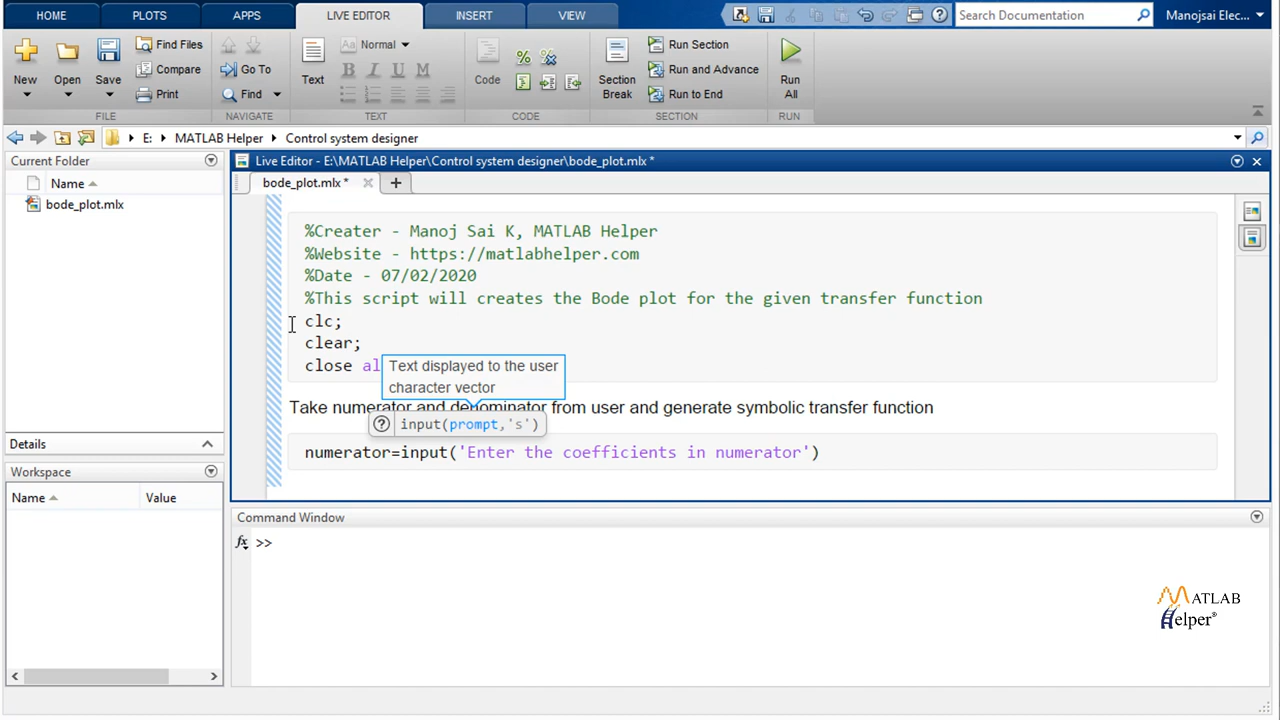 HOME PLOTS APPS LIVE EDITOR INSERT VIEW Search Documentation Manojsai Elec...
New Open Save Find Files Compare Print Go To Find Text Aa Normal B I U M Code Section Break Run Section Run and Advance Run to End Run All
FILE NAVIGATE TEXT CODE SECTION RUN
E: MATLAB Helper Control system designer
Current Folder
Name
bode_plot.mlx
Details
Workspace
Name Value
Live Editor - E:\MATLAB Helper\Control system designer\bode_plot.mlx *
bode_plot.mlx *
%Creater - Manoj Sai K, MATLAB Helper
%Website - https://matlabhelper.com
%Date - 07/02/2020
%This script will creates the Bode plot for the given transfer function
clc;
clear;
close al
Text displayed to the user
character vector
Take numerator and denominator from user and generate symbolic transfer function
input(prompt,'s')
numerator=input('Enter the coefficients in numerator')
Command Window
fx >>
MATLAB
Helper®